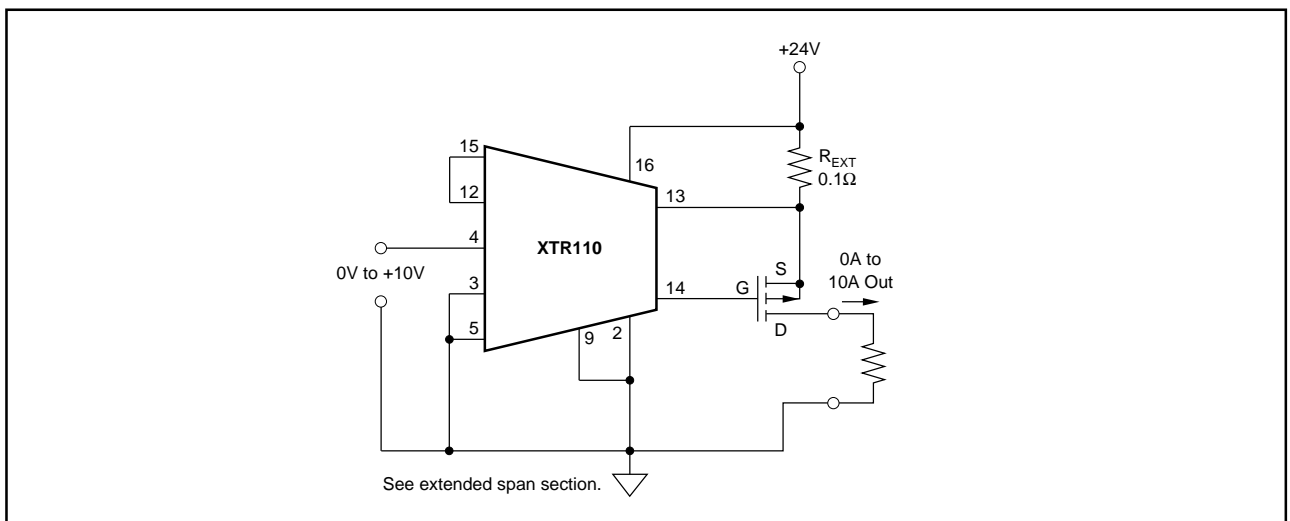 +24V
15
16
R_EXT
0.1Ω
12
13
4
XTR110
0V to +10V
S
0A to
10A Out
3
14
G
5
2
D
9
See extended span section.